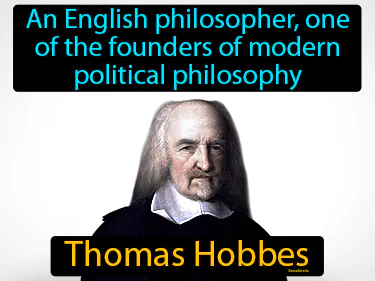 An English philosopher, one
of the founders of modern
political philosophy
Thomas Hobbes